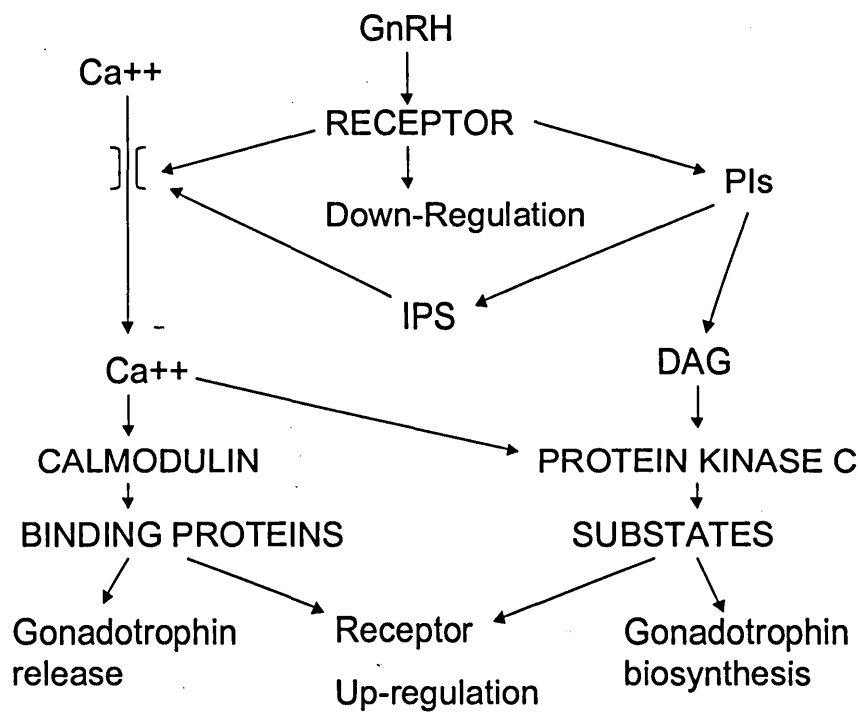 GnRH
Ca++
RECEPTOR
PIs
Down-Regulation
IPS
Ca++
DAG
CALMODULIN
PROTEIN KINASE C
BINDING PROTEINS
SUBSTATES
Gonadotrophin
release
Receptor
Up-regulation
Gonadotrophin
biosynthesis